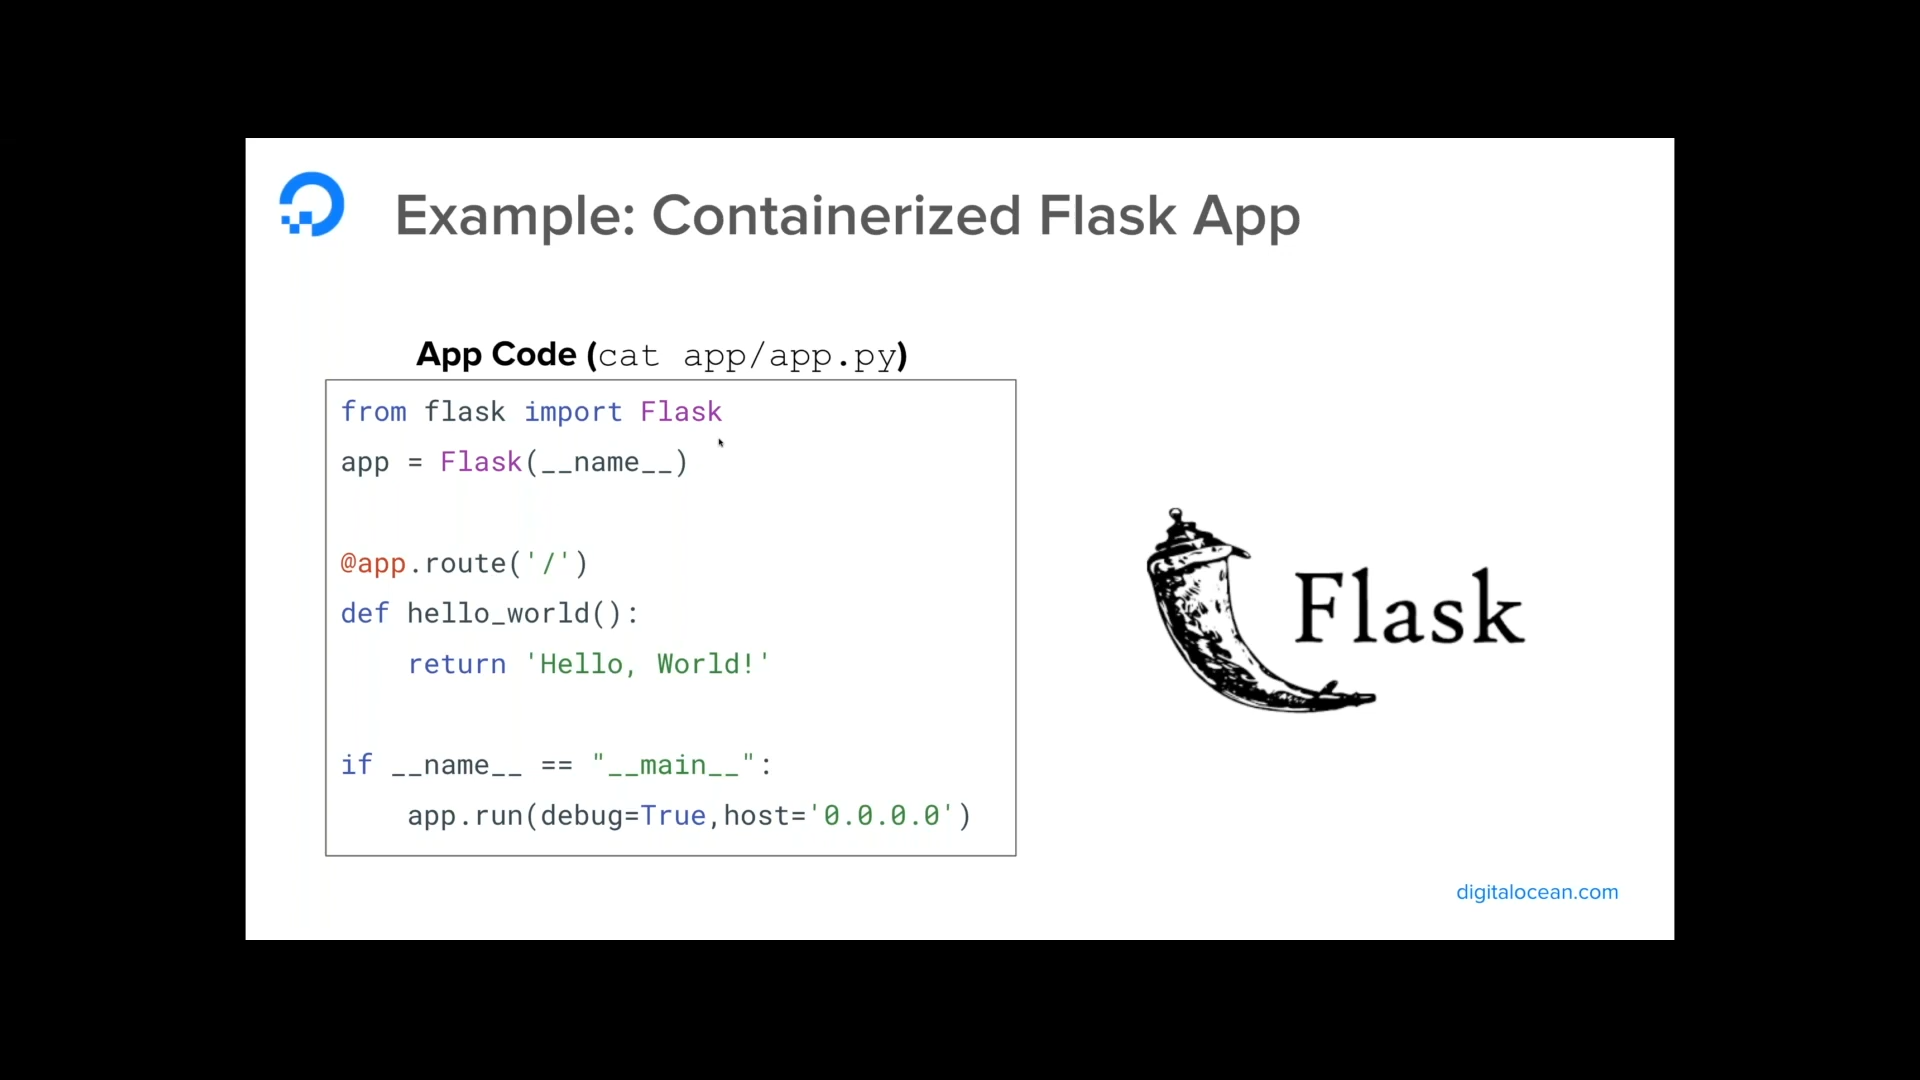 Example: Containerized Flask App
App Code (cat app/app.py)
from flask import Flask
app = Flask(__name__)
@app.route('/')
def hello_world():
    return 'Hello, World!'
if __name__ == "__main__":
    app.run(debug=True,host='0.0.0.0')
Flask
digitalocean.com